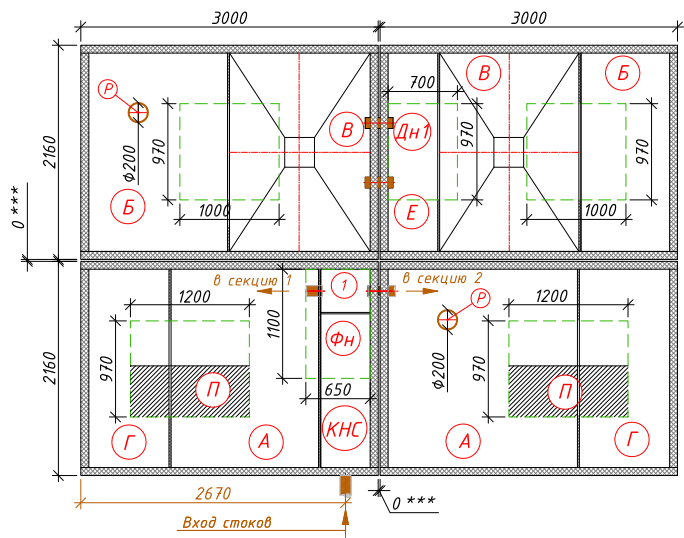 3000
3000
Р
В
Б
700
В
Дн1
970
970
970
2160
Ф200
Б
Е
1000
1000
0 ***
в секцию 1
1
в секцию 2
1200
Р
1200
1100
Фн
970
Ф200
970
2160
650
П
П
Г
А
КНС
А
Г
2670
0 ***
Вход стоков